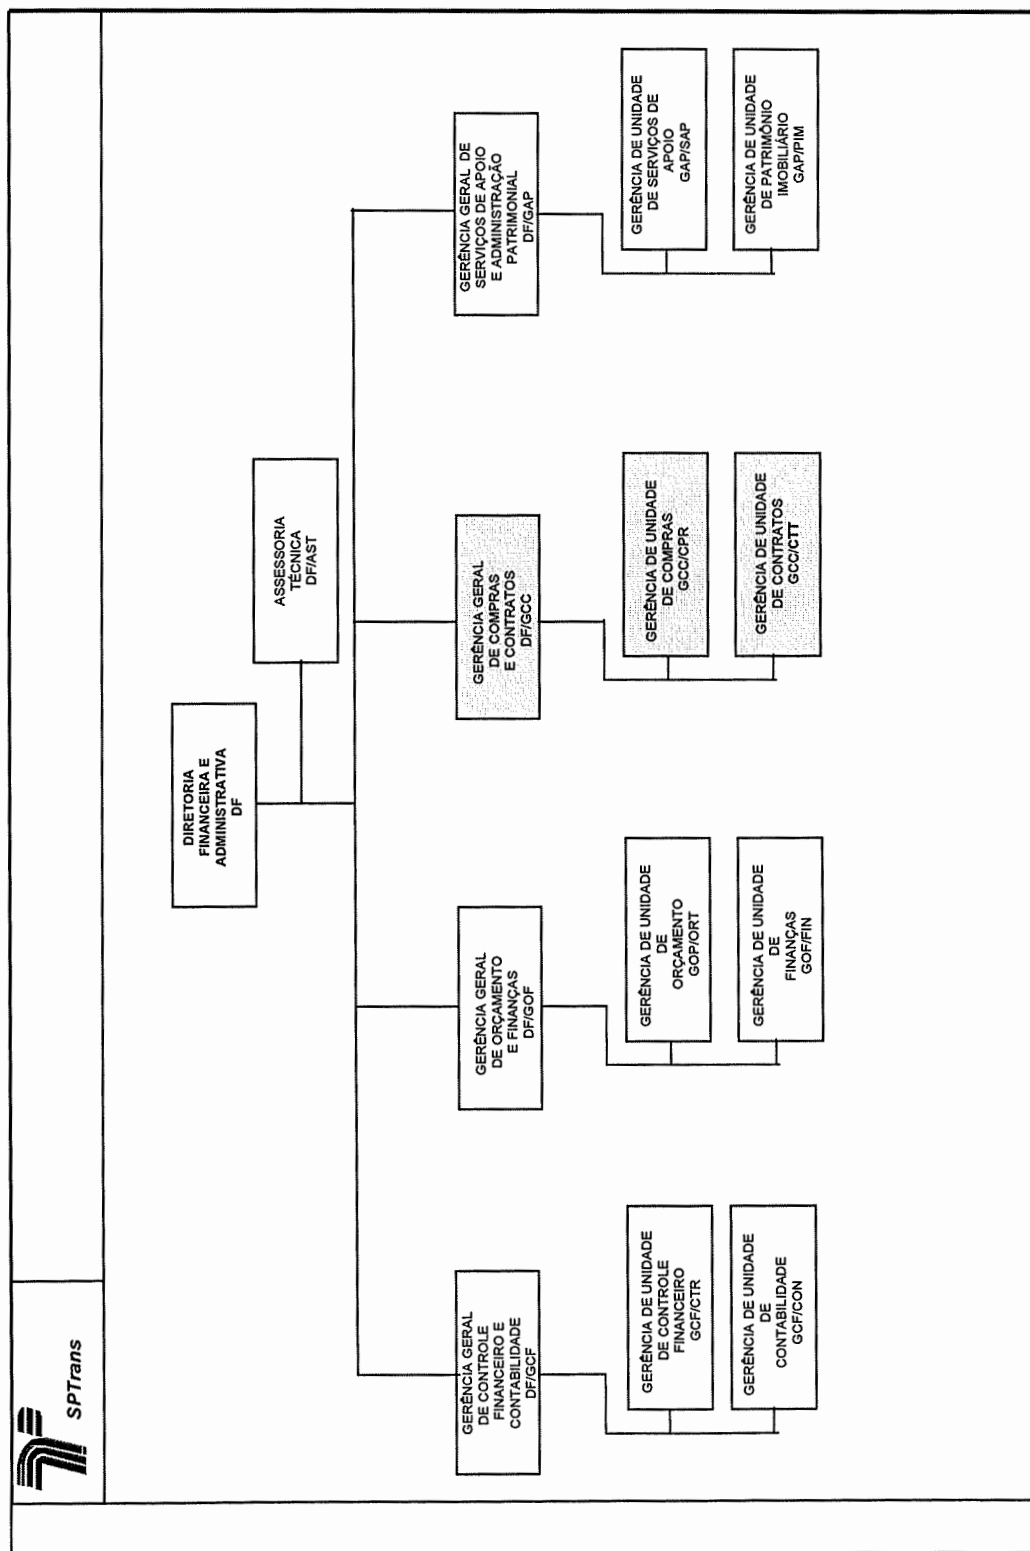 SPTrans
DIRETORIA
FINANCEIRA E
ADMINISTRATIVA
DF
ASSESSORIA
TÉCNICA
DF/AST
GERÊNCIA GERAL
DE CONTROLE
FINANCEIRO E
CONTABILIDADE
DF/GCF
GERÊNCIA GERAL
DE ORÇAMENTO
E FINANÇAS
DF/GOF
GERÊNCIA GERAL
DE COMPRAS
E CONTRATOS
DF/GCC
GERÊNCIA GERAL DE
SERVIÇOS DE APOIO
E ADMINISTRAÇÃO
PATRIMONIAL
DF/GAP
GERÊNCIA DE UNIDADE
DE CONTROLE
FINANCEIRO
GCF/CTR
GERÊNCIA DE UNIDADE
DE
CONTABILIDADE
GCF/CON
GERÊNCIA DE UNIDADE
DE
ORÇAMENTO
GOP/ORT
GERÊNCIA DE UNIDADE
DE
FINANÇAS
GOF/FIN
GERÊNCIA DE UNIDADE
DE COMPRAS
GCC/CPR
GERÊNCIA DE UNIDADE
DE CONTRATOS
GCC/CTT
GERÊNCIA DE UNIDADE
DE SERVIÇOS DE
APOIO
GAP/SAP
GERÊNCIA DE UNIDADE
DE PATRIMÔNIO
IMOBILIÁRIO
GAP/PIM